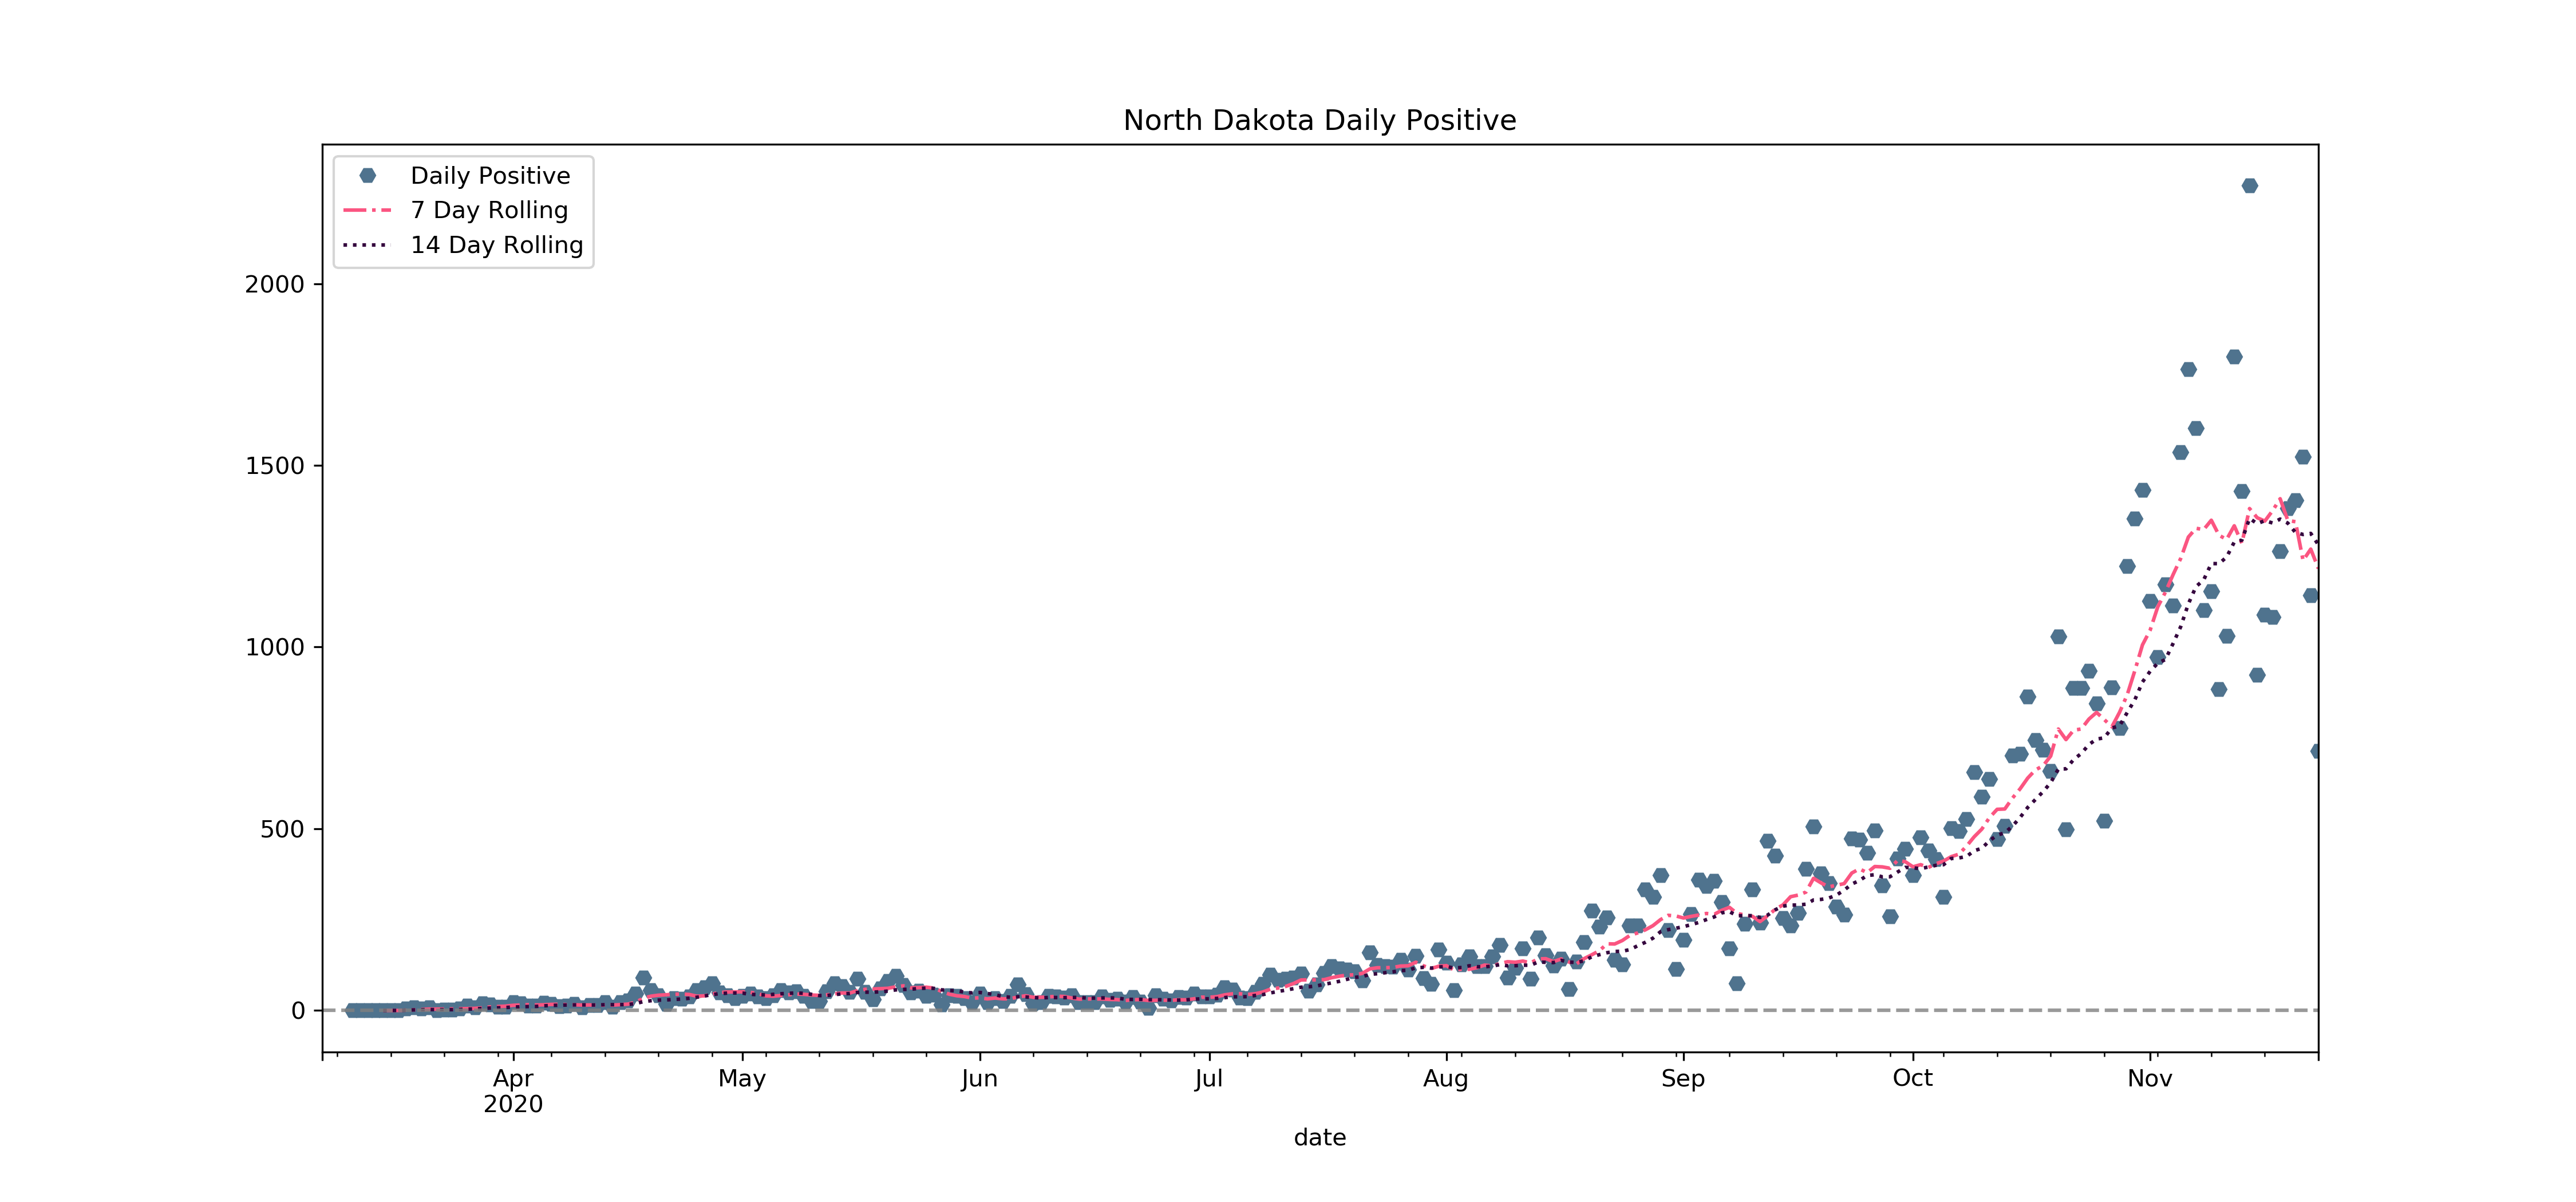 North Dakota Daily Positive
Daily Positive
7 Day Rolling
14 Day Rolling
2000
1500
1000
500
0
Apr May Jun Jul Aug Sep Oct Nov
2020
date